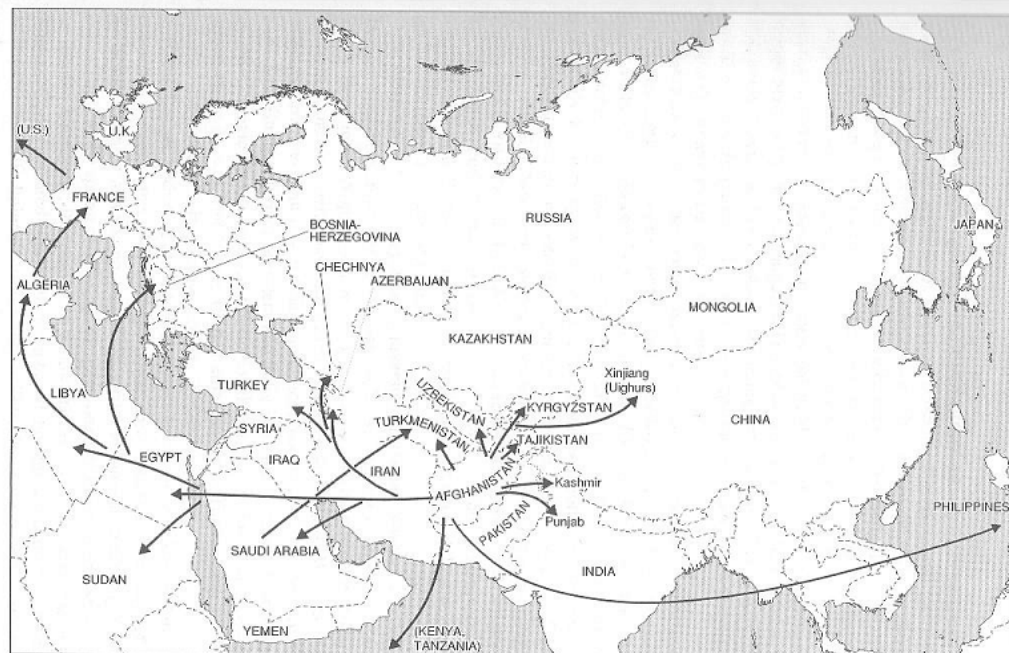 (U.S.)
U.K.
FRANCE
RUSSIA
BOSNIA-
HERZEGOVINA
JAPAN
CHECHNYA
AZERBAIJAN
ALGERIA
MONGOLIA
KAZAKHSTAN
Xinjiang
(Uighurs)
TURKEY
LIBYA
UZBEKISTAN
KYRGYZSTAN
CHINA
TURKMENISTAN
SYRIA
TAJIKISTAN
EGYPT
IRAQ
IRAN
AFGHANISTAN
Kashmir
PHILIPPINES
Punjab
PAKISTAN
SAUDI ARABIA
INDIA
SUDAN
YEMEN
(KENYA,
TANZANIA)